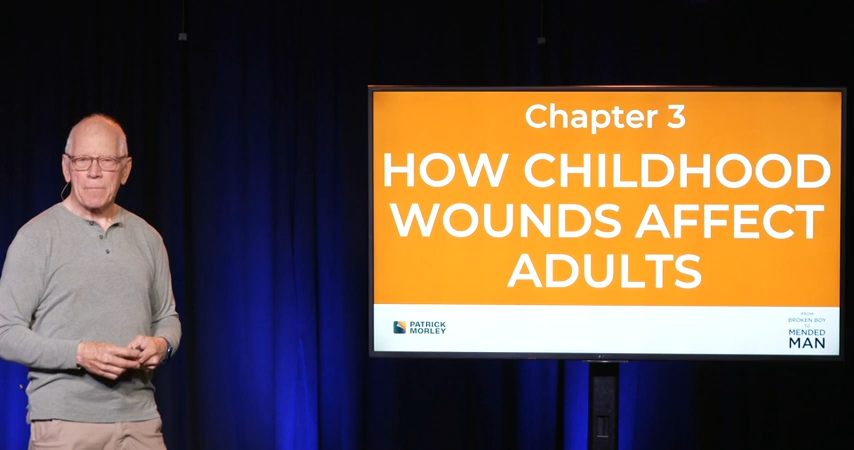 Chapter 3
HOW CHILDHOOD
WOUNDS AFFECT
ADULTS
PATRICK
MORLEY
FROM
BROKEN BOY
TO
MENDED
MAN